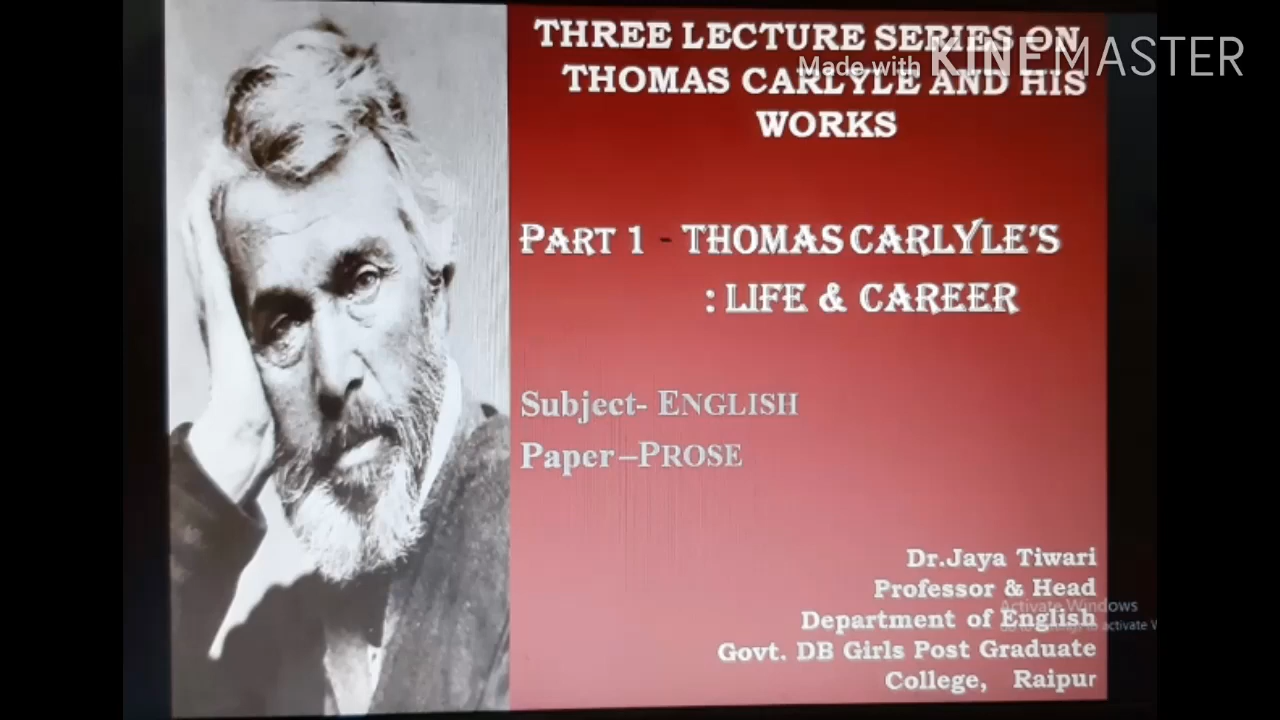 THREE LECTURE SERIES ON
Made with KINEMASTER
THOMAS CARLYLE AND HIS
WORKS
PART 1 - THOMAS CARLYLE'S
: LIFE & CAREER
Subject- ENGLISH
Paper–PROSE
Dr.Jaya Tiwari
Professor & Head
Activate Windows
Department of English
Govt. DB Girls Post Graduate
College, Raipur